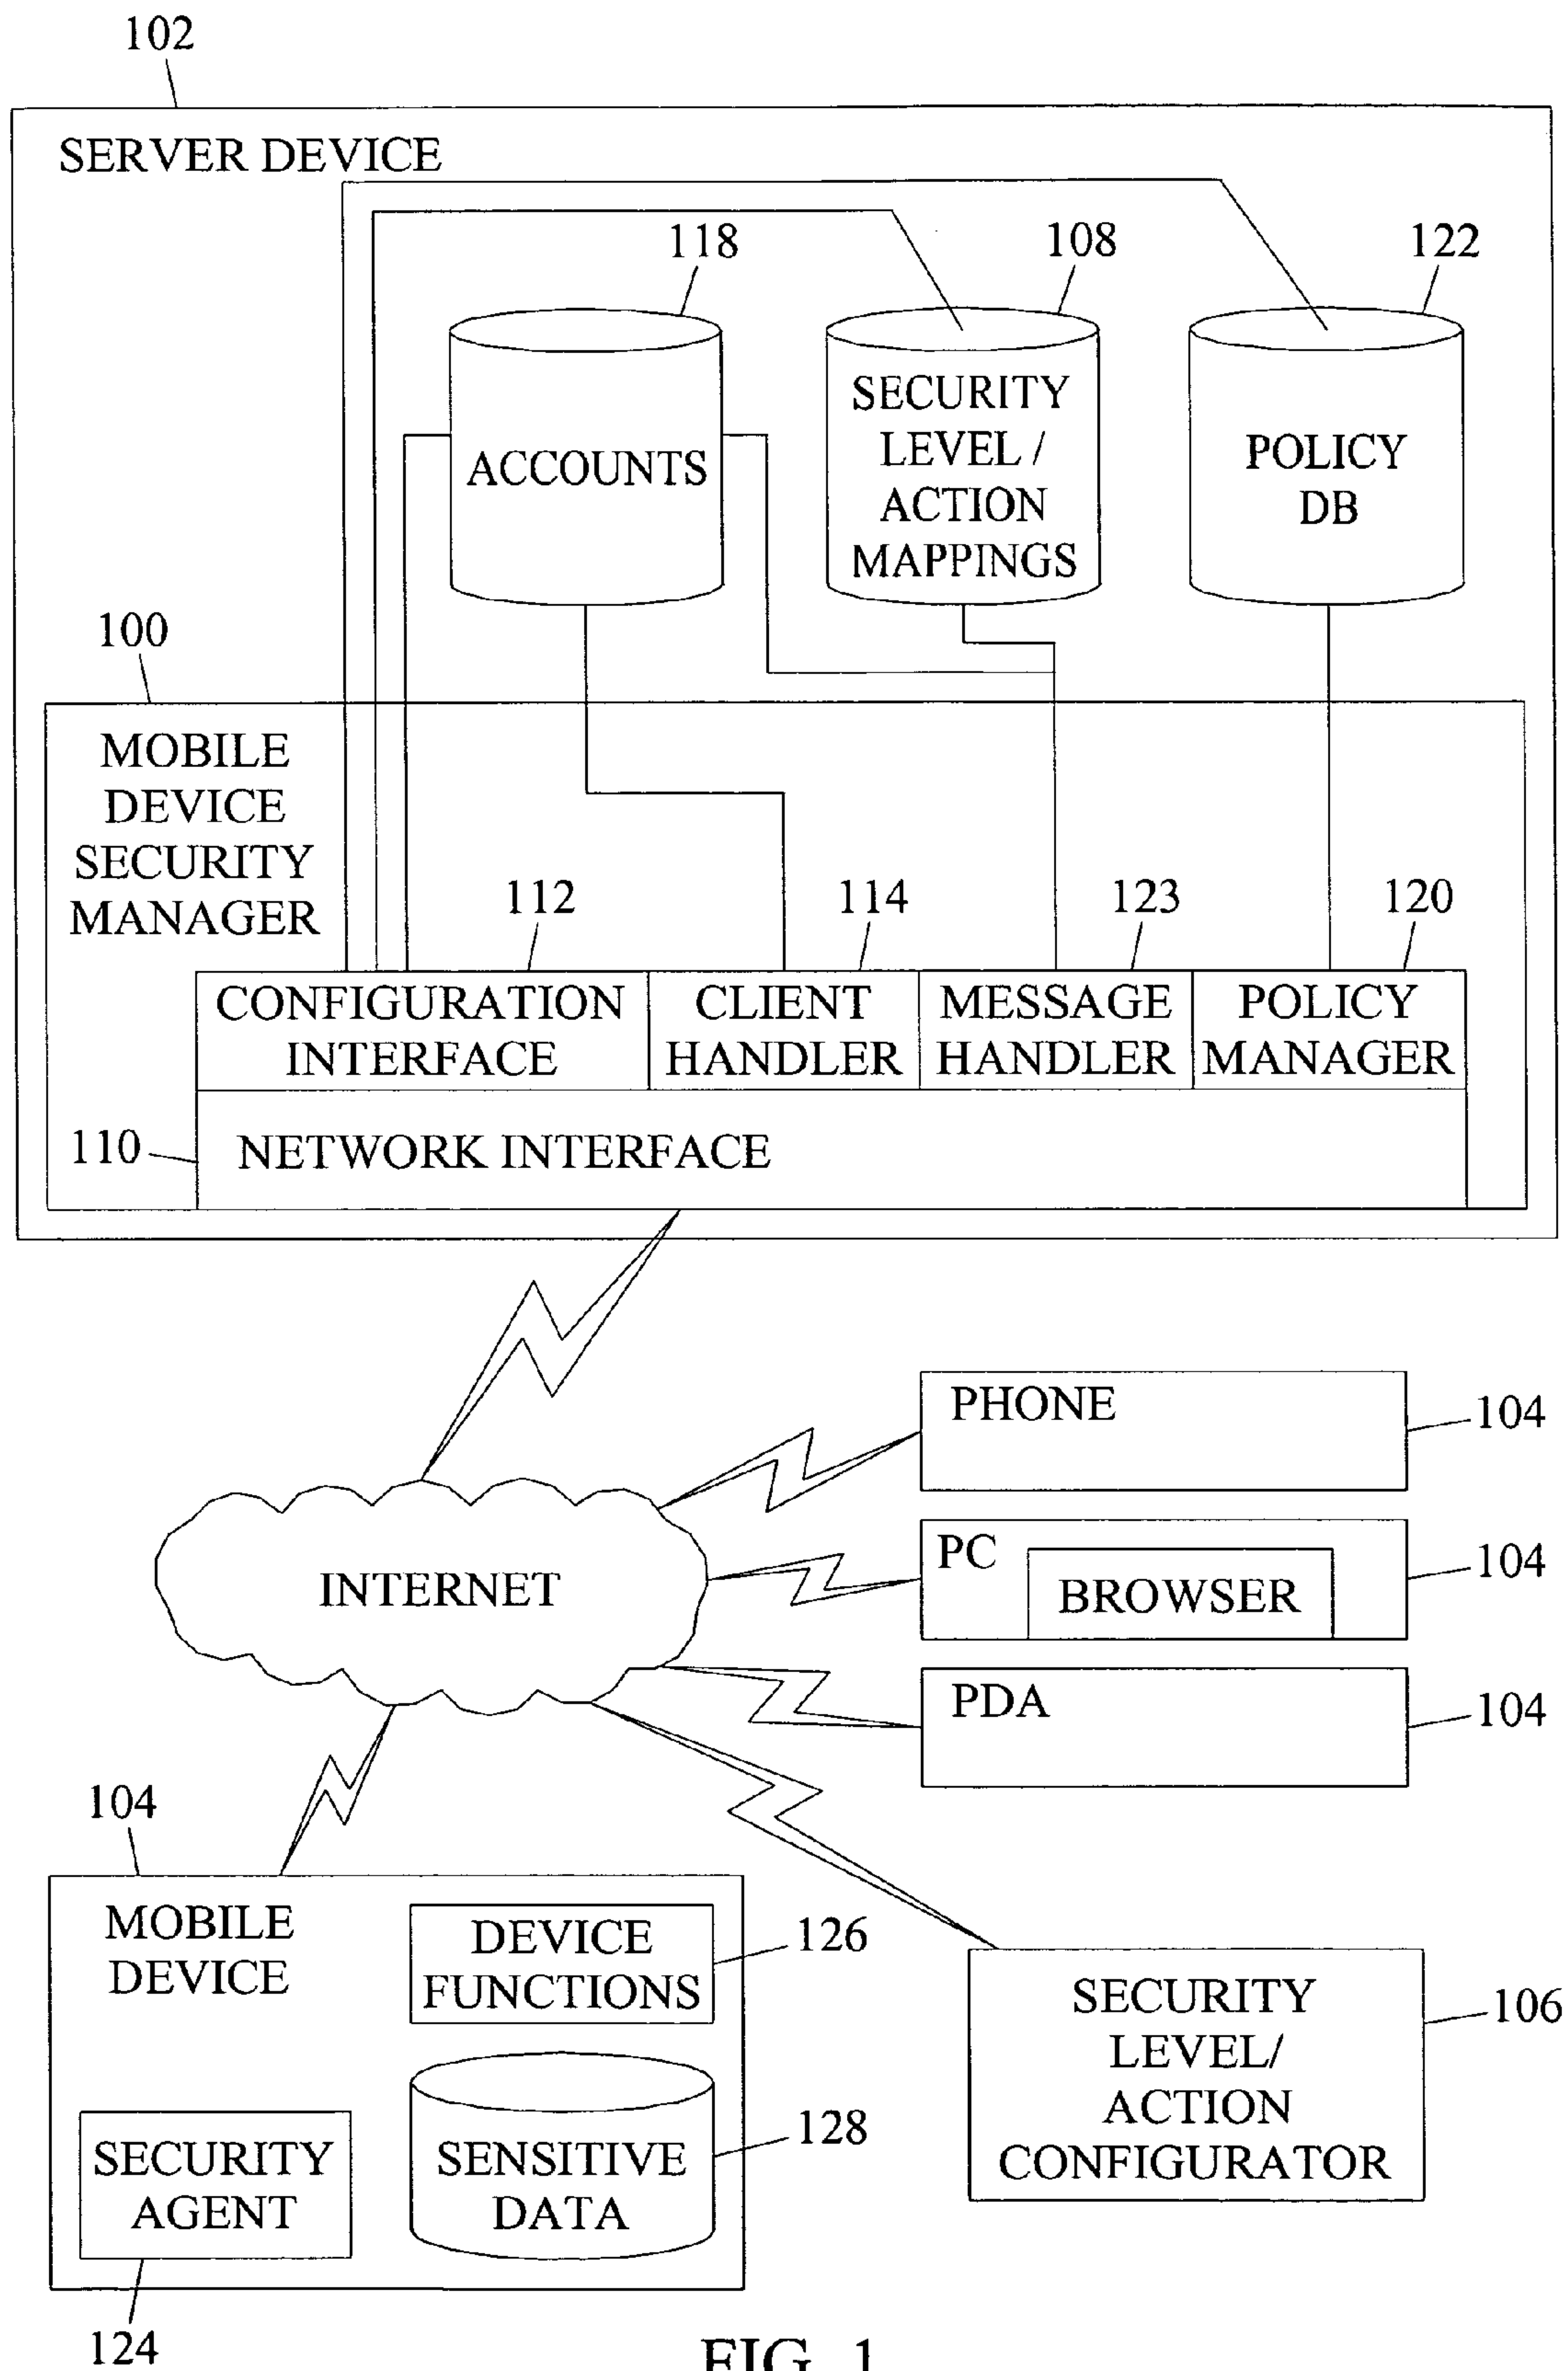 102
SERVER DEVICE
118
108
122
ACCOUNTS
SECURITY
LEVEL /
ACTION
MAPPINGS
POLICY
DB
100
MOBILE
DEVICE
SECURITY
MANAGER
112
114
123
120
CONFIGURATION
INTERFACE
CLIENT
HANDLER
MESSAGE
HANDLER
POLICY
MANAGER
110
NETWORK INTERFACE
PHONE
104
PC
BROWSER
104
INTERNET
PDA
104
104
MOBILE
DEVICE
DEVICE
FUNCTIONS
126
SECURITY
AGENT
SENSITIVE
DATA
128
124
SECURITY
LEVEL/
ACTION
CONFIGURATOR
106
FIG. 1